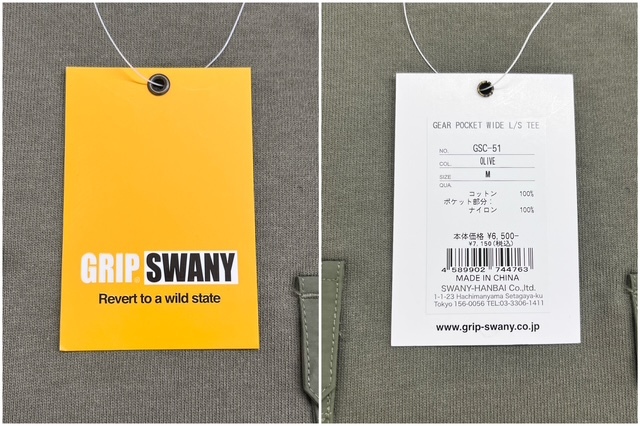 GRIP SWANY
Revert to a wild state
GEAR POCKET WIDE L/S TEE
NO. GSC-51
COL. OLIVE
SIZE M
QUA.
コットン 100%
ポケット部分：
ナイロン 100%
本体価格 ¥6,500-
¥7,150(税込)
4 589902 744763
MADE IN CHINA
SWANY-HANBAI Co.,ltd.
1-1-23 Hachimanyama Setagaya-ku
Tokyo 156-0056 TEL:03-3306-1411
www.grip-swany.co.jp